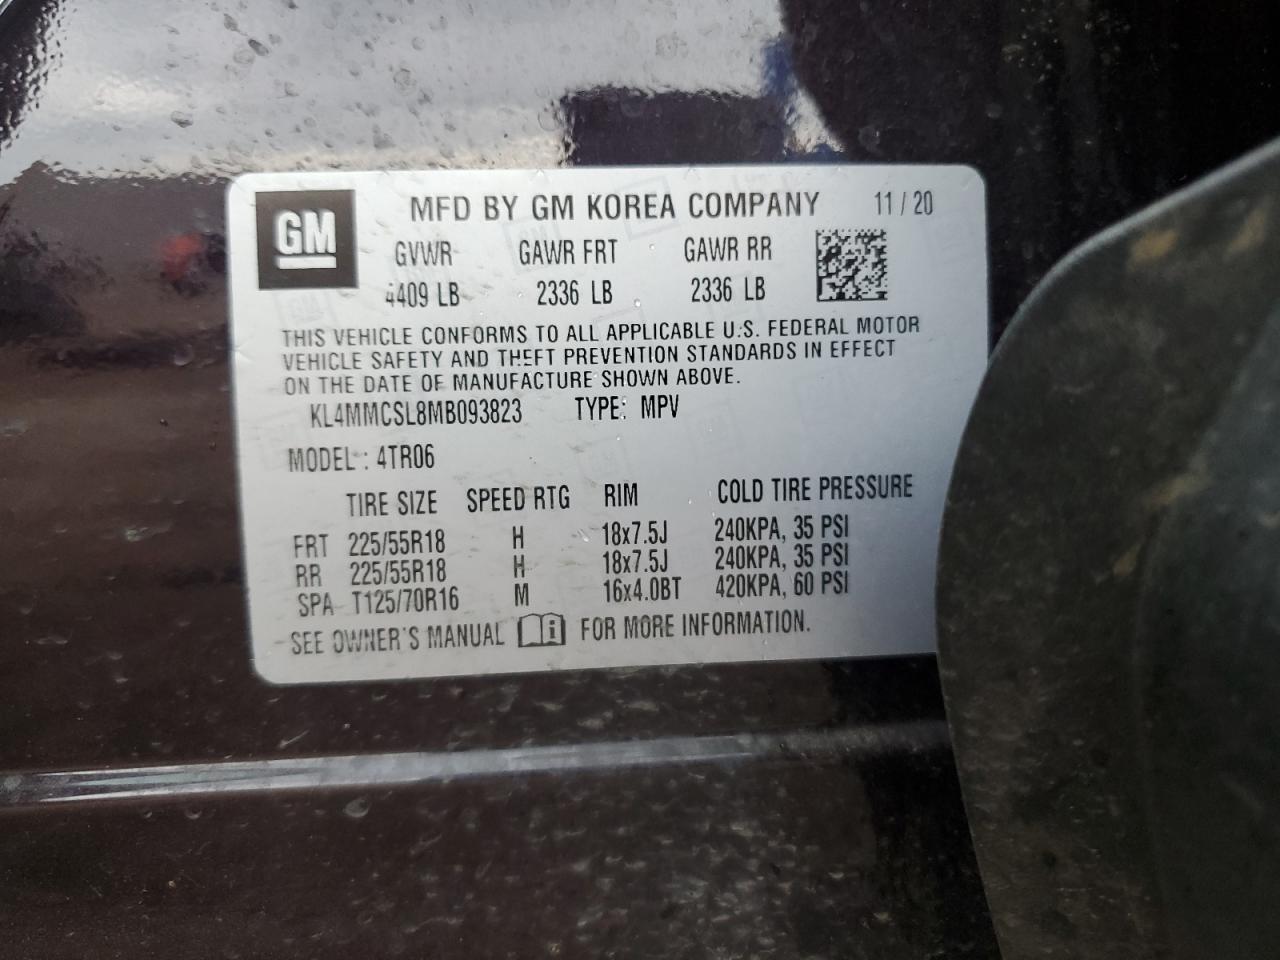 GM
MFD BY GM KOREA COMPANY 11 / 20
GVWR GAWR FRT GAWR RR
4409 LB 2336 LB 2336 LB
THIS VEHICLE CONFORMS TO ALL APPLICABLE U.S. FEDERAL MOTOR
VEHICLE SAFETY AND THEFT PREVENTION STANDARDS IN EFFECT
ON THE DATE OF MANUFACTURE SHOWN ABOVE.
KL4MMCSL8MB093823 TYPE: MPV
MODEL : 4TR06
TIRE SIZE SPEED RTG RIM COLD TIRE PRESSURE
FRT 225/55R18 H 18x7.5J 240KPA, 35 PSI
RR 225/55R18 H 18x7.5J 240KPA, 35 PSI
SPA T125/70R16 M 16x4.0BT 420KPA, 60 PSI
SEE OWNER'S MANUAL i FOR MORE INFORMATION.